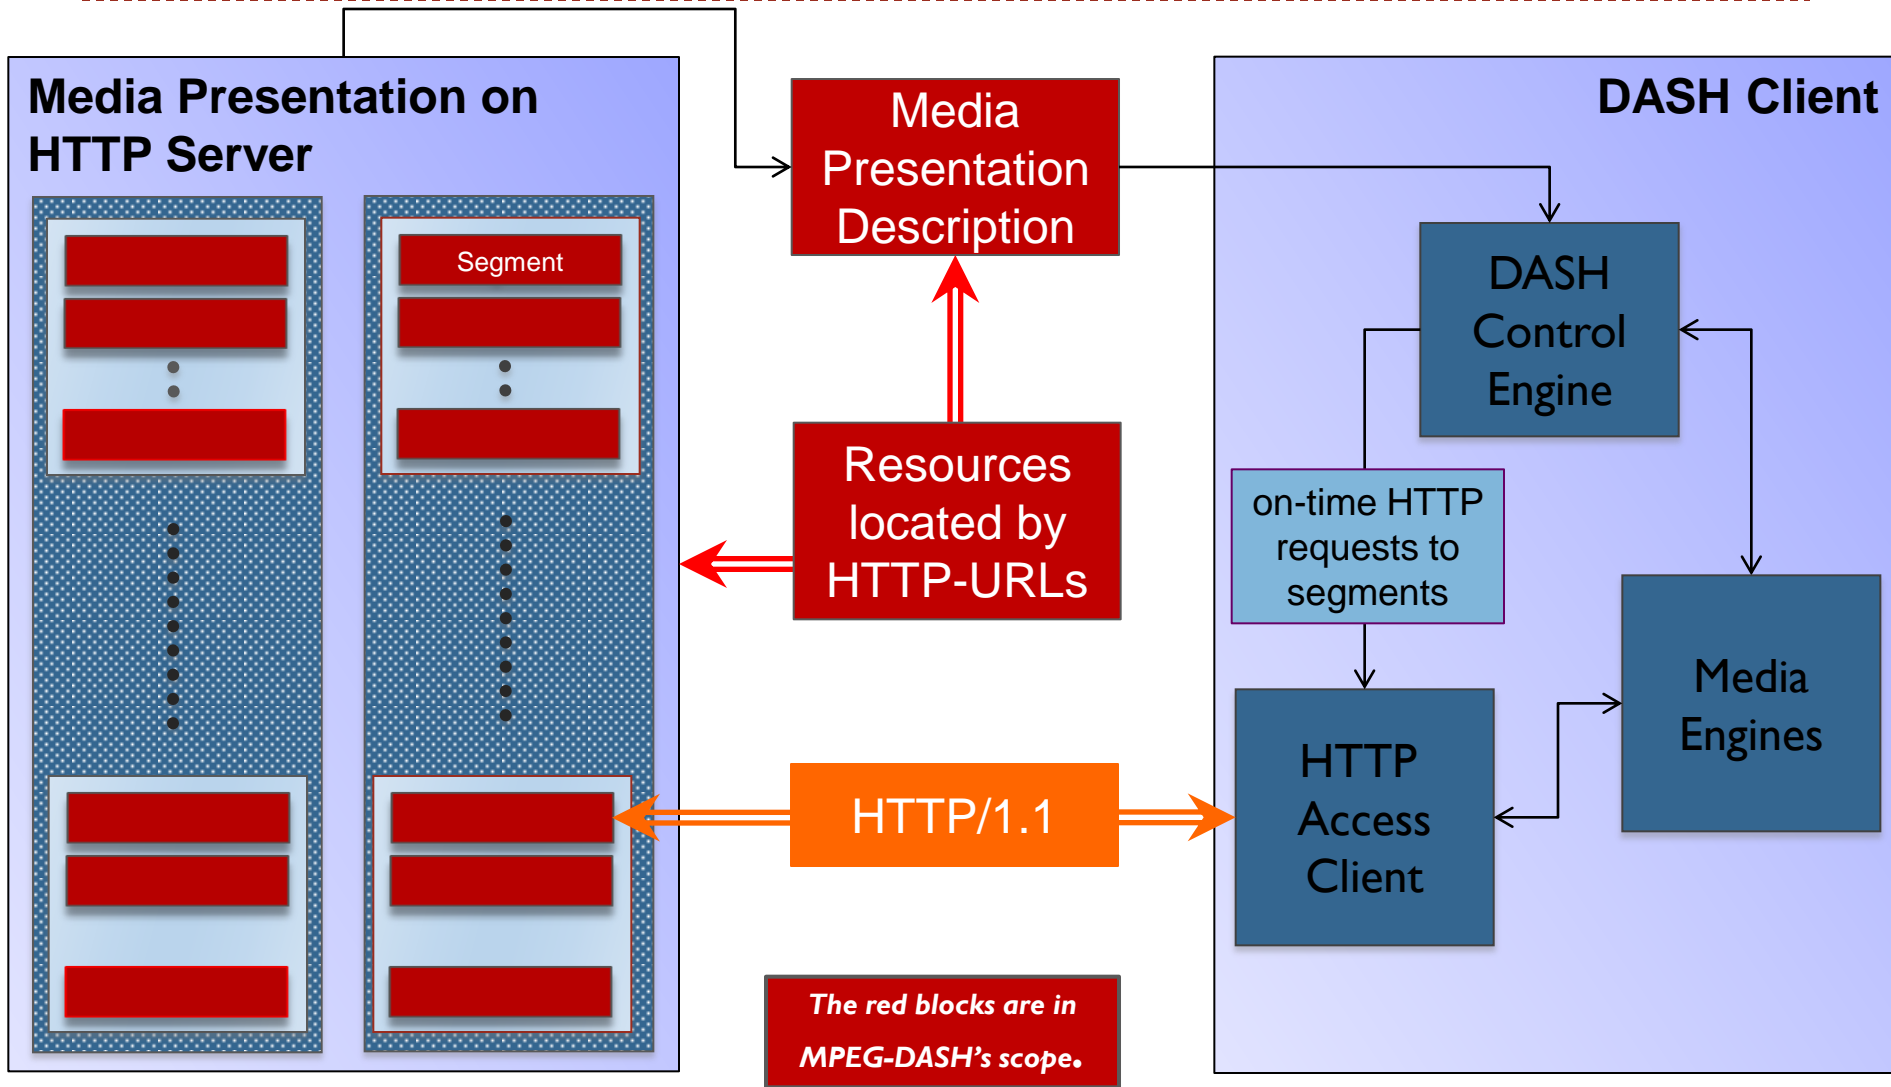 Media Presentation on
HTTP Server
Segment
Media
Presentation
Description
Resources
located by
HTTP-URLs
HTTP/1.1
The red blocks are in
MPEG-DASH's scope.
DASH Client
DASH
Control
Engine
on-time HTTP
requests to
segments
Media
Engines
HTTP
Access
Client